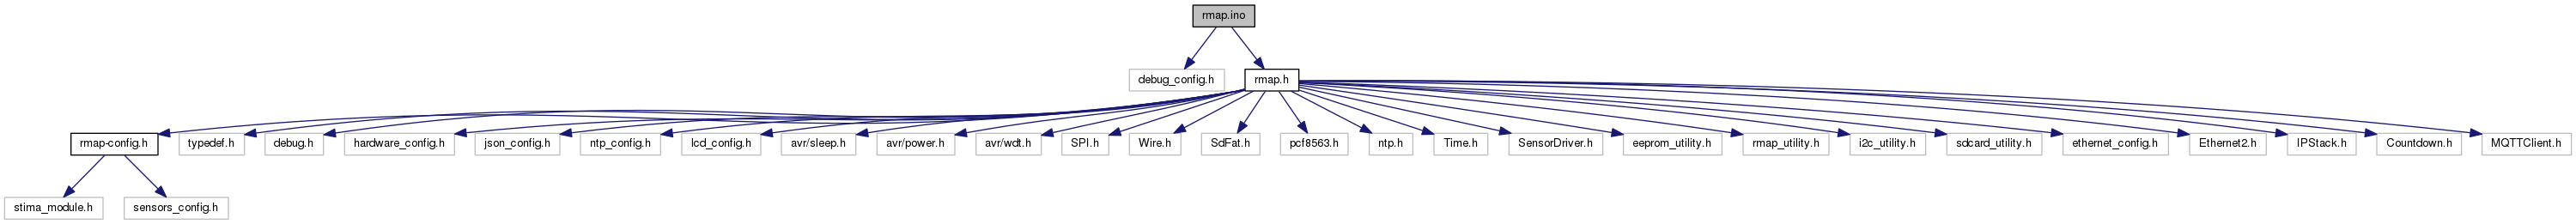 rmap.ino
debug_config.h
rmap.h
rmap-config.h
typedef.h
debug.h
hardware_config.h
json_config.h
ntp_config.h
lcd_config.h
avr/sleep.h
avr/power.h
avr/wdt.h
SPI.h
Wire.h
SdFat.h
pcf8563.h
ntp.h
Time.h
SensorDriver.h
eeprom_utility.h
rmap_utility.h
i2c_utility.h
sdcard_utility.h
ethernet_config.h
Ethernet2.h
IPStack.h
Countdown.h
MQTTClient.h
stima_module.h
sensors_config.h